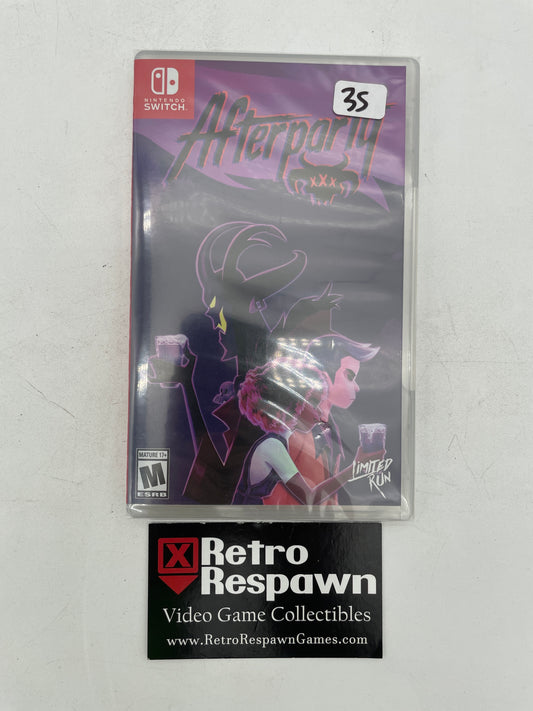 NINTENDO
SWITCH.
35
Afterparty
xXx
MATURE 17+
M
ESRB
LIMITED
RUN
X Retro
Respawn
Video Game Collectibles
www.RetroRespawnGames.com